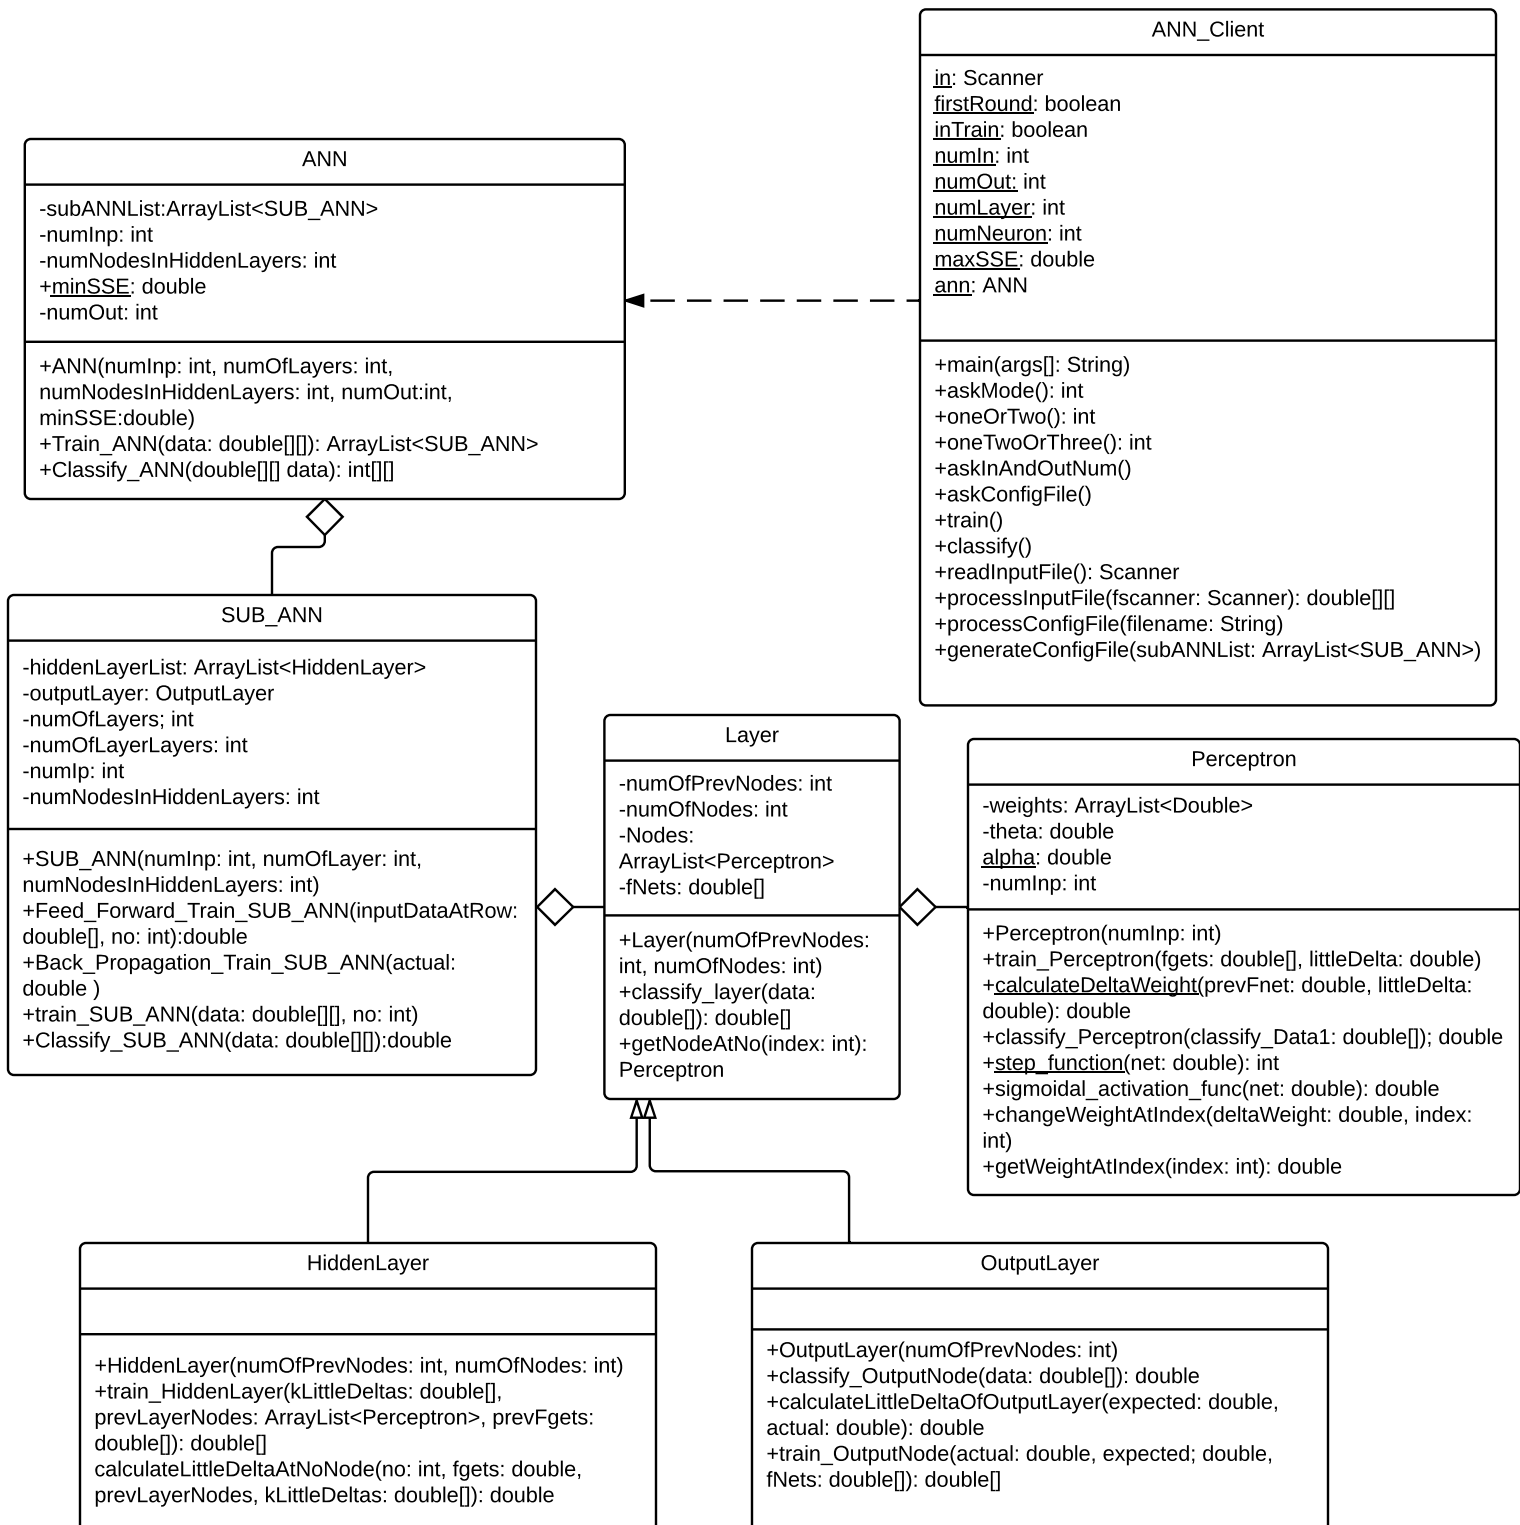 ANN_Client
in: Scanner
firstRound: boolean
inTrain: boolean
numIn: int
numOut: int
numLayer: int
numNeuron: int
maxSSE: double
ann: ANN
+main(args[]: String)
+askMode(): int
+oneOrTwo(): int
+oneTwoOrThree(): int
+askInAndOutNum()
+askConfigFile()
+train()
+classify()
+readInputFile(): Scanner
+processInputFile(fscanner: Scanner): double[][]
+processConfigFile(filename: String)
+generateConfigFile(subANNList: ArrayList<SUB_ANN>)
ANN
-subANNList:ArrayList<SUB_ANN>
-numInp: int
-numNodesInHiddenLayers: int
+minSSE: double
-numOut: int
+ANN(numInp: int, numOfLayers: int,
numNodesInHiddenLayers: int, numOut:int,
minSSE:double)
+Train_ANN(data: double[][]): ArrayList<SUB_ANN>
+Classify_ANN(double[][] data): int[][]
SUB_ANN
-hiddenLayerList: ArrayList<HiddenLayer>
-outputLayer: OutputLayer
-numOfLayers; int
-numOfLayerLayers: int
-numIp: int
-numNodesInHiddenLayers: int
+SUB_ANN(numInp: int, numOfLayer: int,
numNodesInHiddenLayers: int)
+Feed_Forward_Train_SUB_ANN(inputDataAtRow:
double[], no: int):double
+Back_Propagation_Train_SUB_ANN(actual:
double )
+train_SUB_ANN(data: double[][], no: int)
+Classify_SUB_ANN(data: double[][]):double
Layer
-numOfPrevNodes: int
-numOfNodes: int
-Nodes:
ArrayList<Perceptron>
-fNets: double[]
+Layer(numOfPrevNodes:
int, numOfNodes: int)
+classify_layer(data:
double[]): double[]
+getNodeAtNo(index: int):
Perceptron
Perceptron
-weights: ArrayList<Double>
-theta: double
alpha: double
-numInp: int
+Perceptron(numInp: int)
+train_Perceptron(fgets: double[], littleDelta: double)
+calculateDeltaWeight(prevFnet: double, littleDelta:
double): double
+classify_Perceptron(classify_Data1: double[]); double
+step_function(net: double): int
+sigmoidal_activation_func(net: double): double
+changeWeightAtIndex(deltaWeight: double, index:
int)
+getWeightAtIndex(index: int): double
HiddenLayer
+HiddenLayer(numOfPrevNodes: int, numOfNodes: int)
+train_HiddenLayer(kLittleDeltas: double[],
prevLayerNodes: ArrayList<Perceptron>, prevFgets:
double[]): double[]
calculateLittleDeltaAtNoNode(no: int, fgets: double,
prevLayerNodes, kLittleDeltas: double[]): double
OutputLayer
+OutputLayer(numOfPrevNodes: int)
+classify_OutputNode(data: double[]): double
+calculateLittleDeltaOfOutputLayer(expected: double,
actual: double): double
+train_OutputNode(actual: double, expected; double,
fNets: double[]): double[]